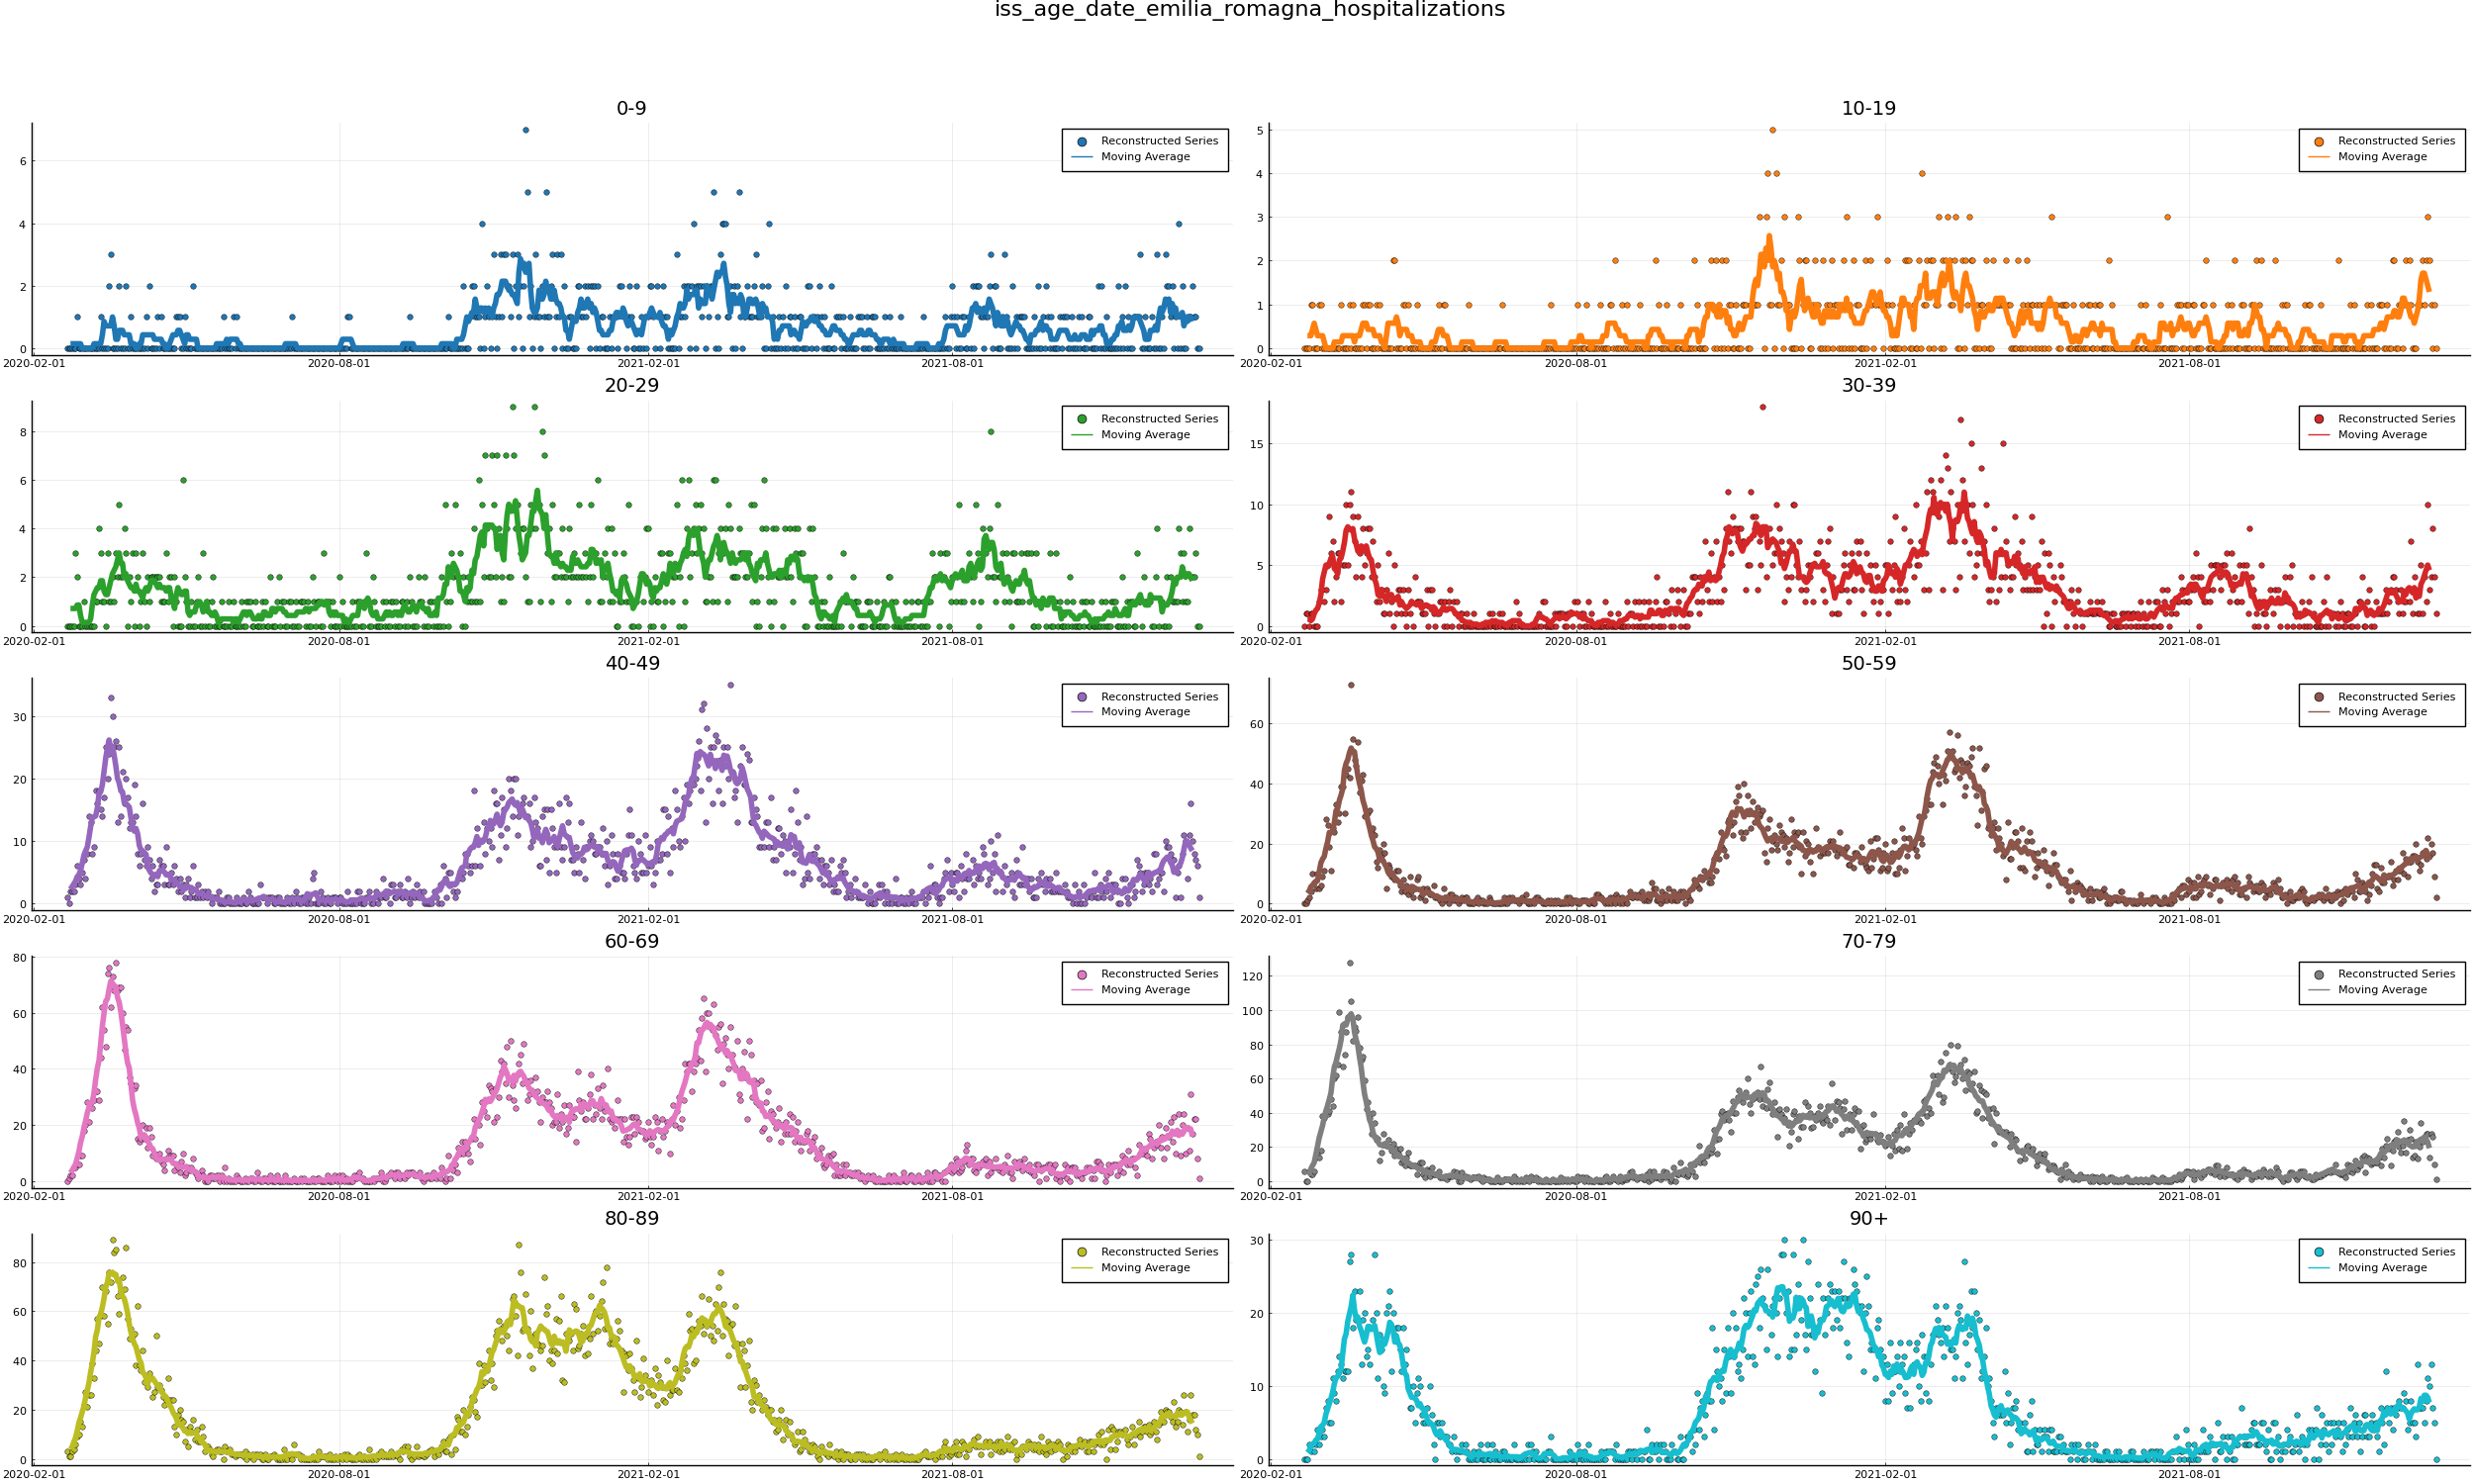 iss_age_date_emilia_romagna_hospitalizations
0-9
Reconstructed Series
Moving Average
6
4
2
0
2020-02-01 2020-08-01 2021-02-01 2021-08-01
10-19
Reconstructed Series
Moving Average
5
4
3
2
1
0
2020-02-01 2020-08-01 2021-02-01 2021-08-01
20-29
Reconstructed Series
Moving Average
8
6
4
2
0
2020-02-01 2020-08-01 2021-02-01 2021-08-01
30-39
Reconstructed Series
Moving Average
15
10
5
0
2020-02-01 2020-08-01 2021-02-01 2021-08-01
40-49
Reconstructed Series
Moving Average
30
20
10
0
2020-02-01 2020-08-01 2021-02-01 2021-08-01
50-59
Reconstructed Series
Moving Average
60
40
20
0
2020-02-01 2020-08-01 2021-02-01 2021-08-01
60-69
Reconstructed Series
Moving Average
80
60
40
20
0
2020-02-01 2020-08-01 2021-02-01 2021-08-01
70-79
Reconstructed Series
Moving Average
120
100
80
60
40
20
0
2020-02-01 2020-08-01 2021-02-01 2021-08-01
80-89
Reconstructed Series
Moving Average
80
60
40
20
0
2020-02-01 2020-08-01 2021-02-01 2021-08-01
90+
Reconstructed Series
Moving Average
30
20
10
0
2020-02-01 2020-08-01 2021-02-01 2021-08-01